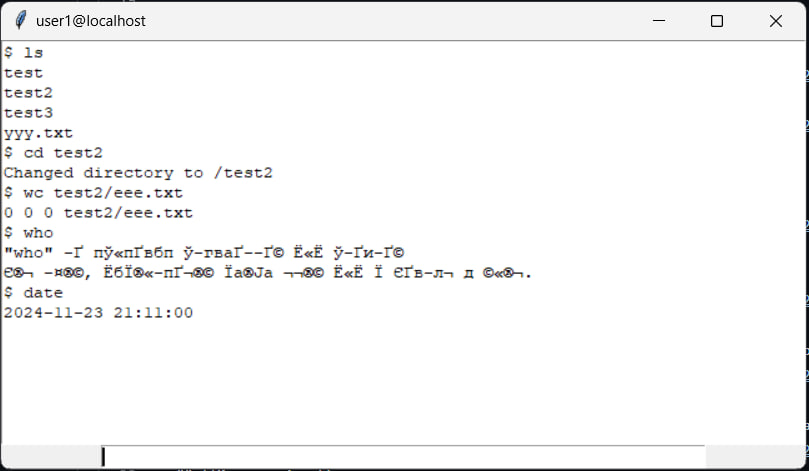 user1@localhost
$ ls
test
test2
test3
yyy.txt
$ cd test2
Changed directory to /test2
$ wc test2/eee.txt
0 0 0 test2/eee.txt
$ who
"who" -Ґ пў«пҐвбп ў-гваҐ--Ґ© Ё«Ё ў-Ґи-Ґ©
Є®¬ -¤®©, ЁбЇ®«-пҐ¬®© Їа®Ја ¬¬®© Ё«Ё Ї ЄҐв-л¬ д ©«®¬.
$ date
2024-11-23 21:11:00